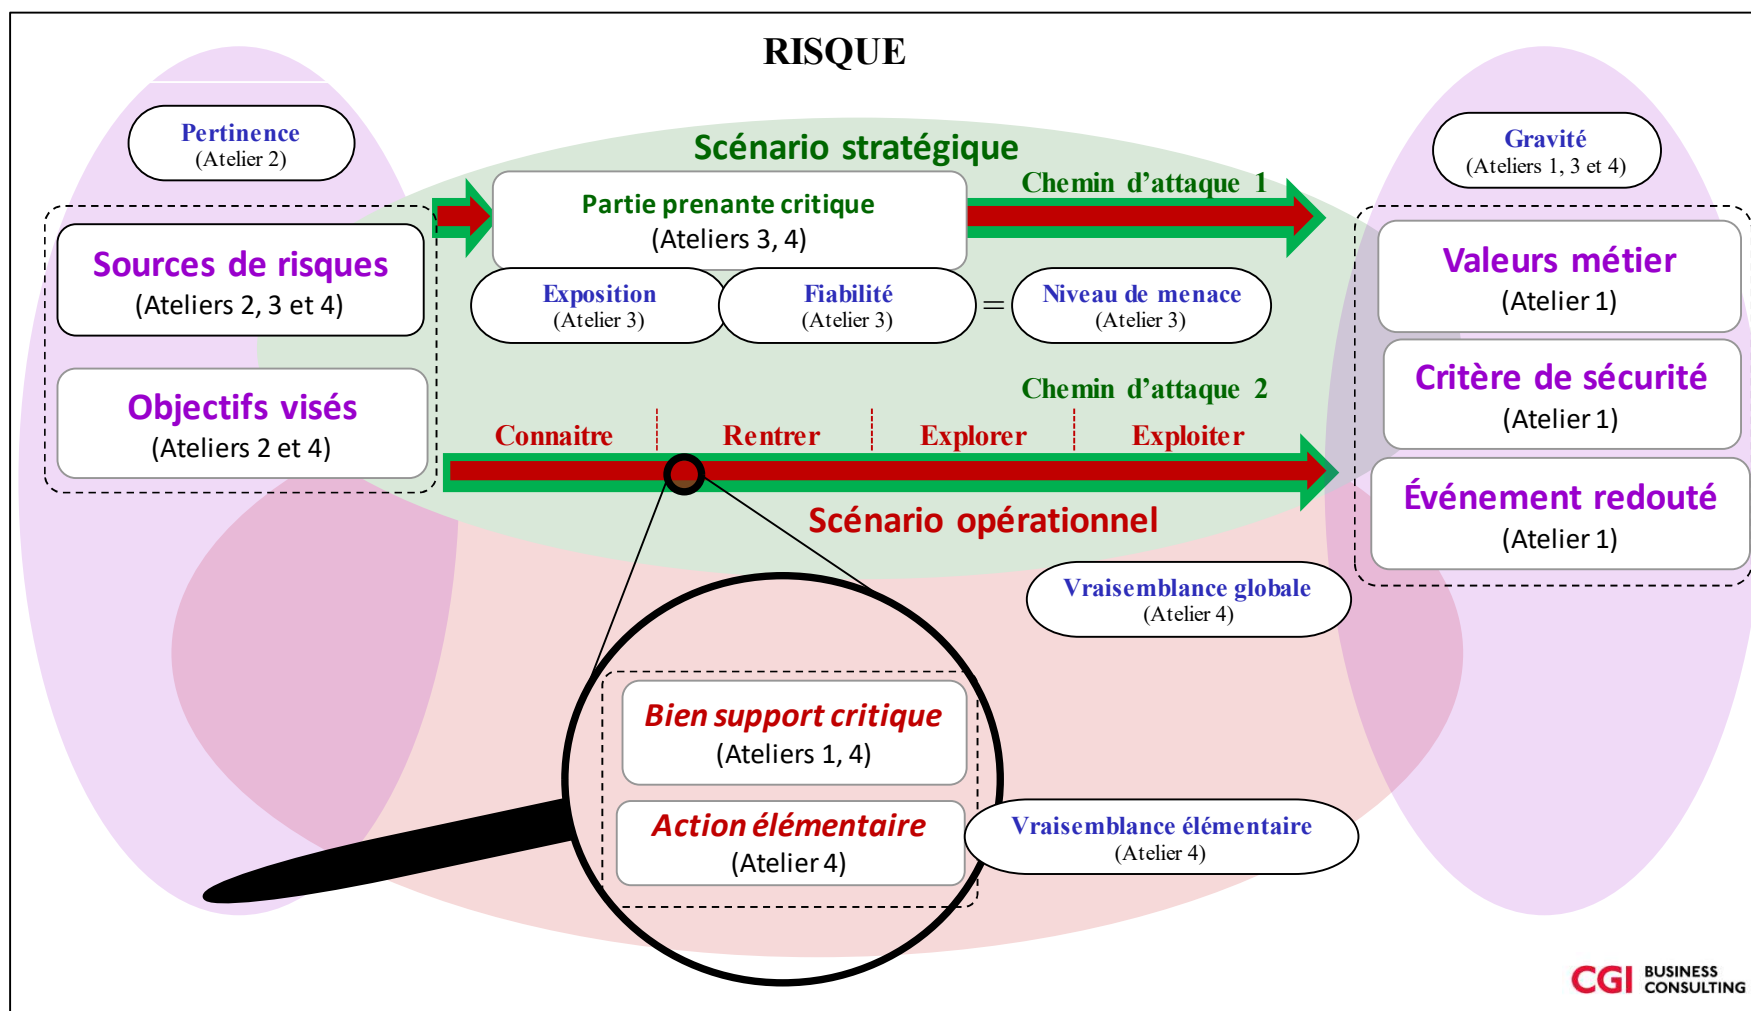 RISQUE
Pertinence
(Atelier 2)
Scénario stratégique
Gravité
(Ateliers 1, 3 et 4)
Chemin d’attaque 1
Partie prenante critique
(Ateliers 3, 4)
Sources de risques
(Ateliers 2, 3 et 4)
Valeurs métier
(Atelier 1)
Exposition
(Atelier 3)
Fiabilité
(Atelier 3)
=
Niveau de menace
(Atelier 3)
Objectifs visés
(Ateliers 2 et 4)
Chemin d’attaque 2
Critère de sécurité
(Atelier 1)
Connaitre
Rentrer
Explorer
Exploiter
Événement redouté
(Atelier 1)
Scénario opérationnel
Vraisemblance globale
(Atelier 4)
Bien support critique
(Ateliers 1, 4)
Action élémentaire
(Atelier 4)
Vraisemblance élémentaire
(Atelier 4)
CGI BUSINESS
CONSULTING